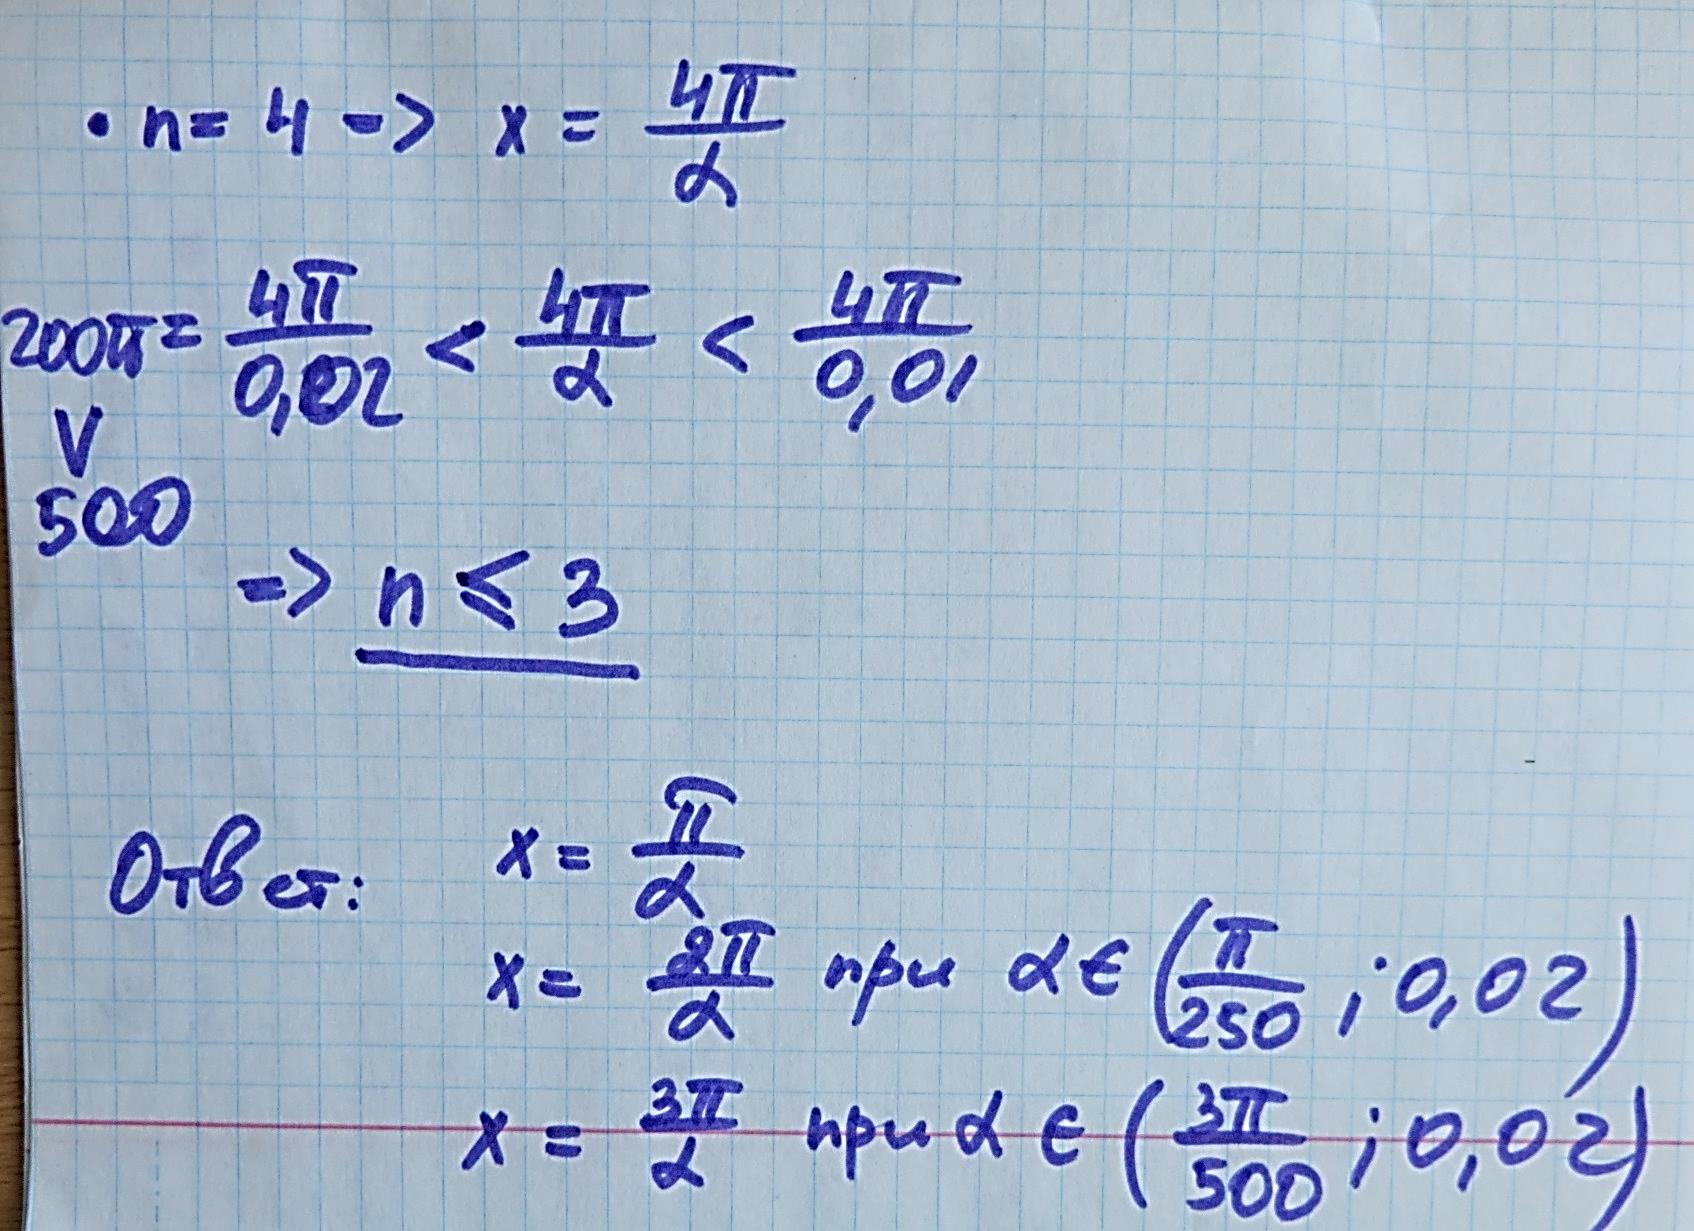 • n = 4 => x = 4π/α
200π = 4π/0,02 < 4π/α < 4π/0,01
V
500
=> n ≤ 3
Ответ: x = π/α
x = 2π/α при α ∈ (π/250 ; 0,02)
x = 3π/α при α ∈ (3π/500 ; 0,02)